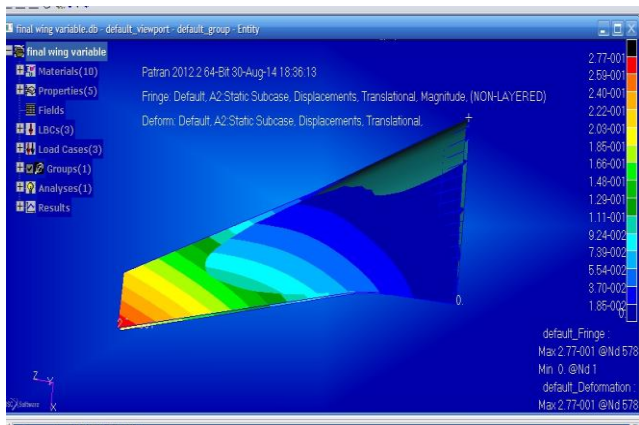 final wing variable.db - default_viewport - default_group - Entity
final wing variable
Materials(10)
Properties(5)
Fields
LBCs(3)
Load Cases(3)
Groups(1)
Analyses(1)
Results
Patran 2012.2 64-Bit 30-Aug-14 18:36:13
Fringe: Default, A2:Static Subcase, Displacements, Translational, Magnitude, (NON-LAYERED)
Deform: Default, A2:Static Subcase, Displacements, Translational,
2.77-001
2.59-001
2.40-001
2.22-001
2.03-001
1.85-001
1.66-001
1.48-001
1.29-001
1.11-001
9.24-002
7.39-002
5.54-002
3.70-002
1.85-002
0.
0.
default_Fringe :
Max 2.77-001 @Nd 578
Min 0. @Nd 1
default_Deformation :
Max 2.77-001 @Nd 578
Z
Y
X
Software